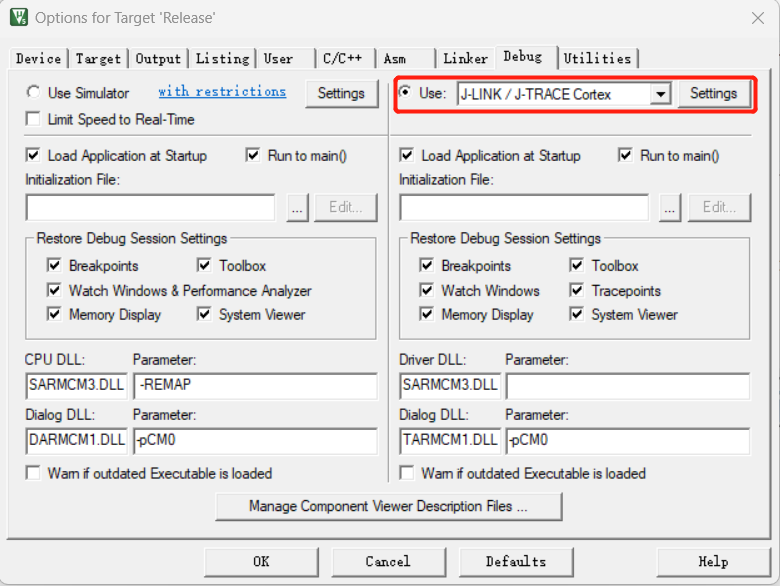 Options for Target 'Release'
Device Target Output Listing User C/C++ Asm Linker Debug Utilities
Use Simulator with restrictions Settings
Limit Speed to Real-Time
Use: J-LINK / J-TRACE Cortex Settings
Load Application at Startup Run to main()
Initialization File:
... Edit...
Restore Debug Session Settings
Breakpoints Toolbox
Watch Windows & Performance Analyzer
Memory Display System Viewer
CPU DLL: Parameter:
SARMCM3.DLL -REMAP
Dialog DLL: Parameter:
DARMCM1.DLL -pCM0
Warn if outdated Executable is loaded
Load Application at Startup Run to main()
Initialization File:
... Edit...
Restore Debug Session Settings
Breakpoints Toolbox
Watch Windows Tracepoints
Memory Display System Viewer
Driver DLL: Parameter:
SARMCM3.DLL
Dialog DLL: Parameter:
TARMCM1.DLL -pCM0
Warn if outdated Executable is loaded
Manage Component Viewer Description Files ...
OK Cancel Defaults Help